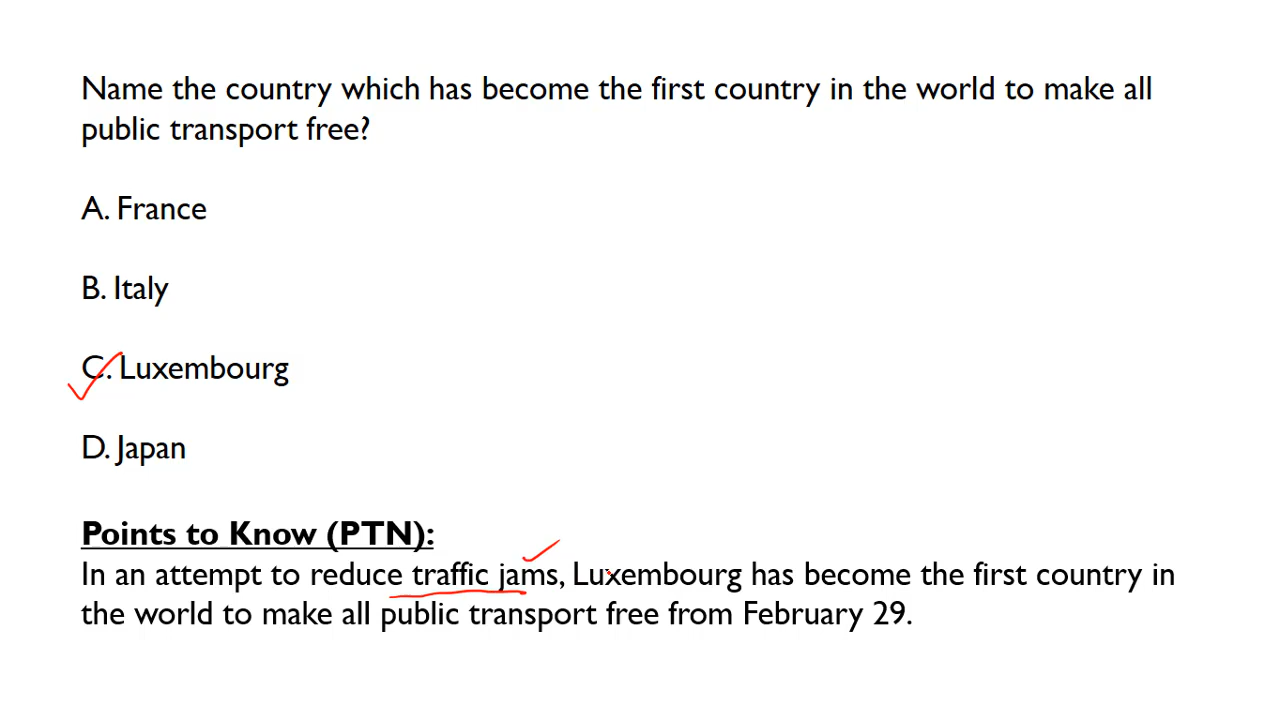 Name the country which has become the first country in the world to make all
public transport free?
A. France
B. Italy
C. Luxembourg
D. Japan
Points to Know (PTN):
In an attempt to reduce traffic jams, Luxembourg has become the first country in
the world to make all public transport free from February 29.